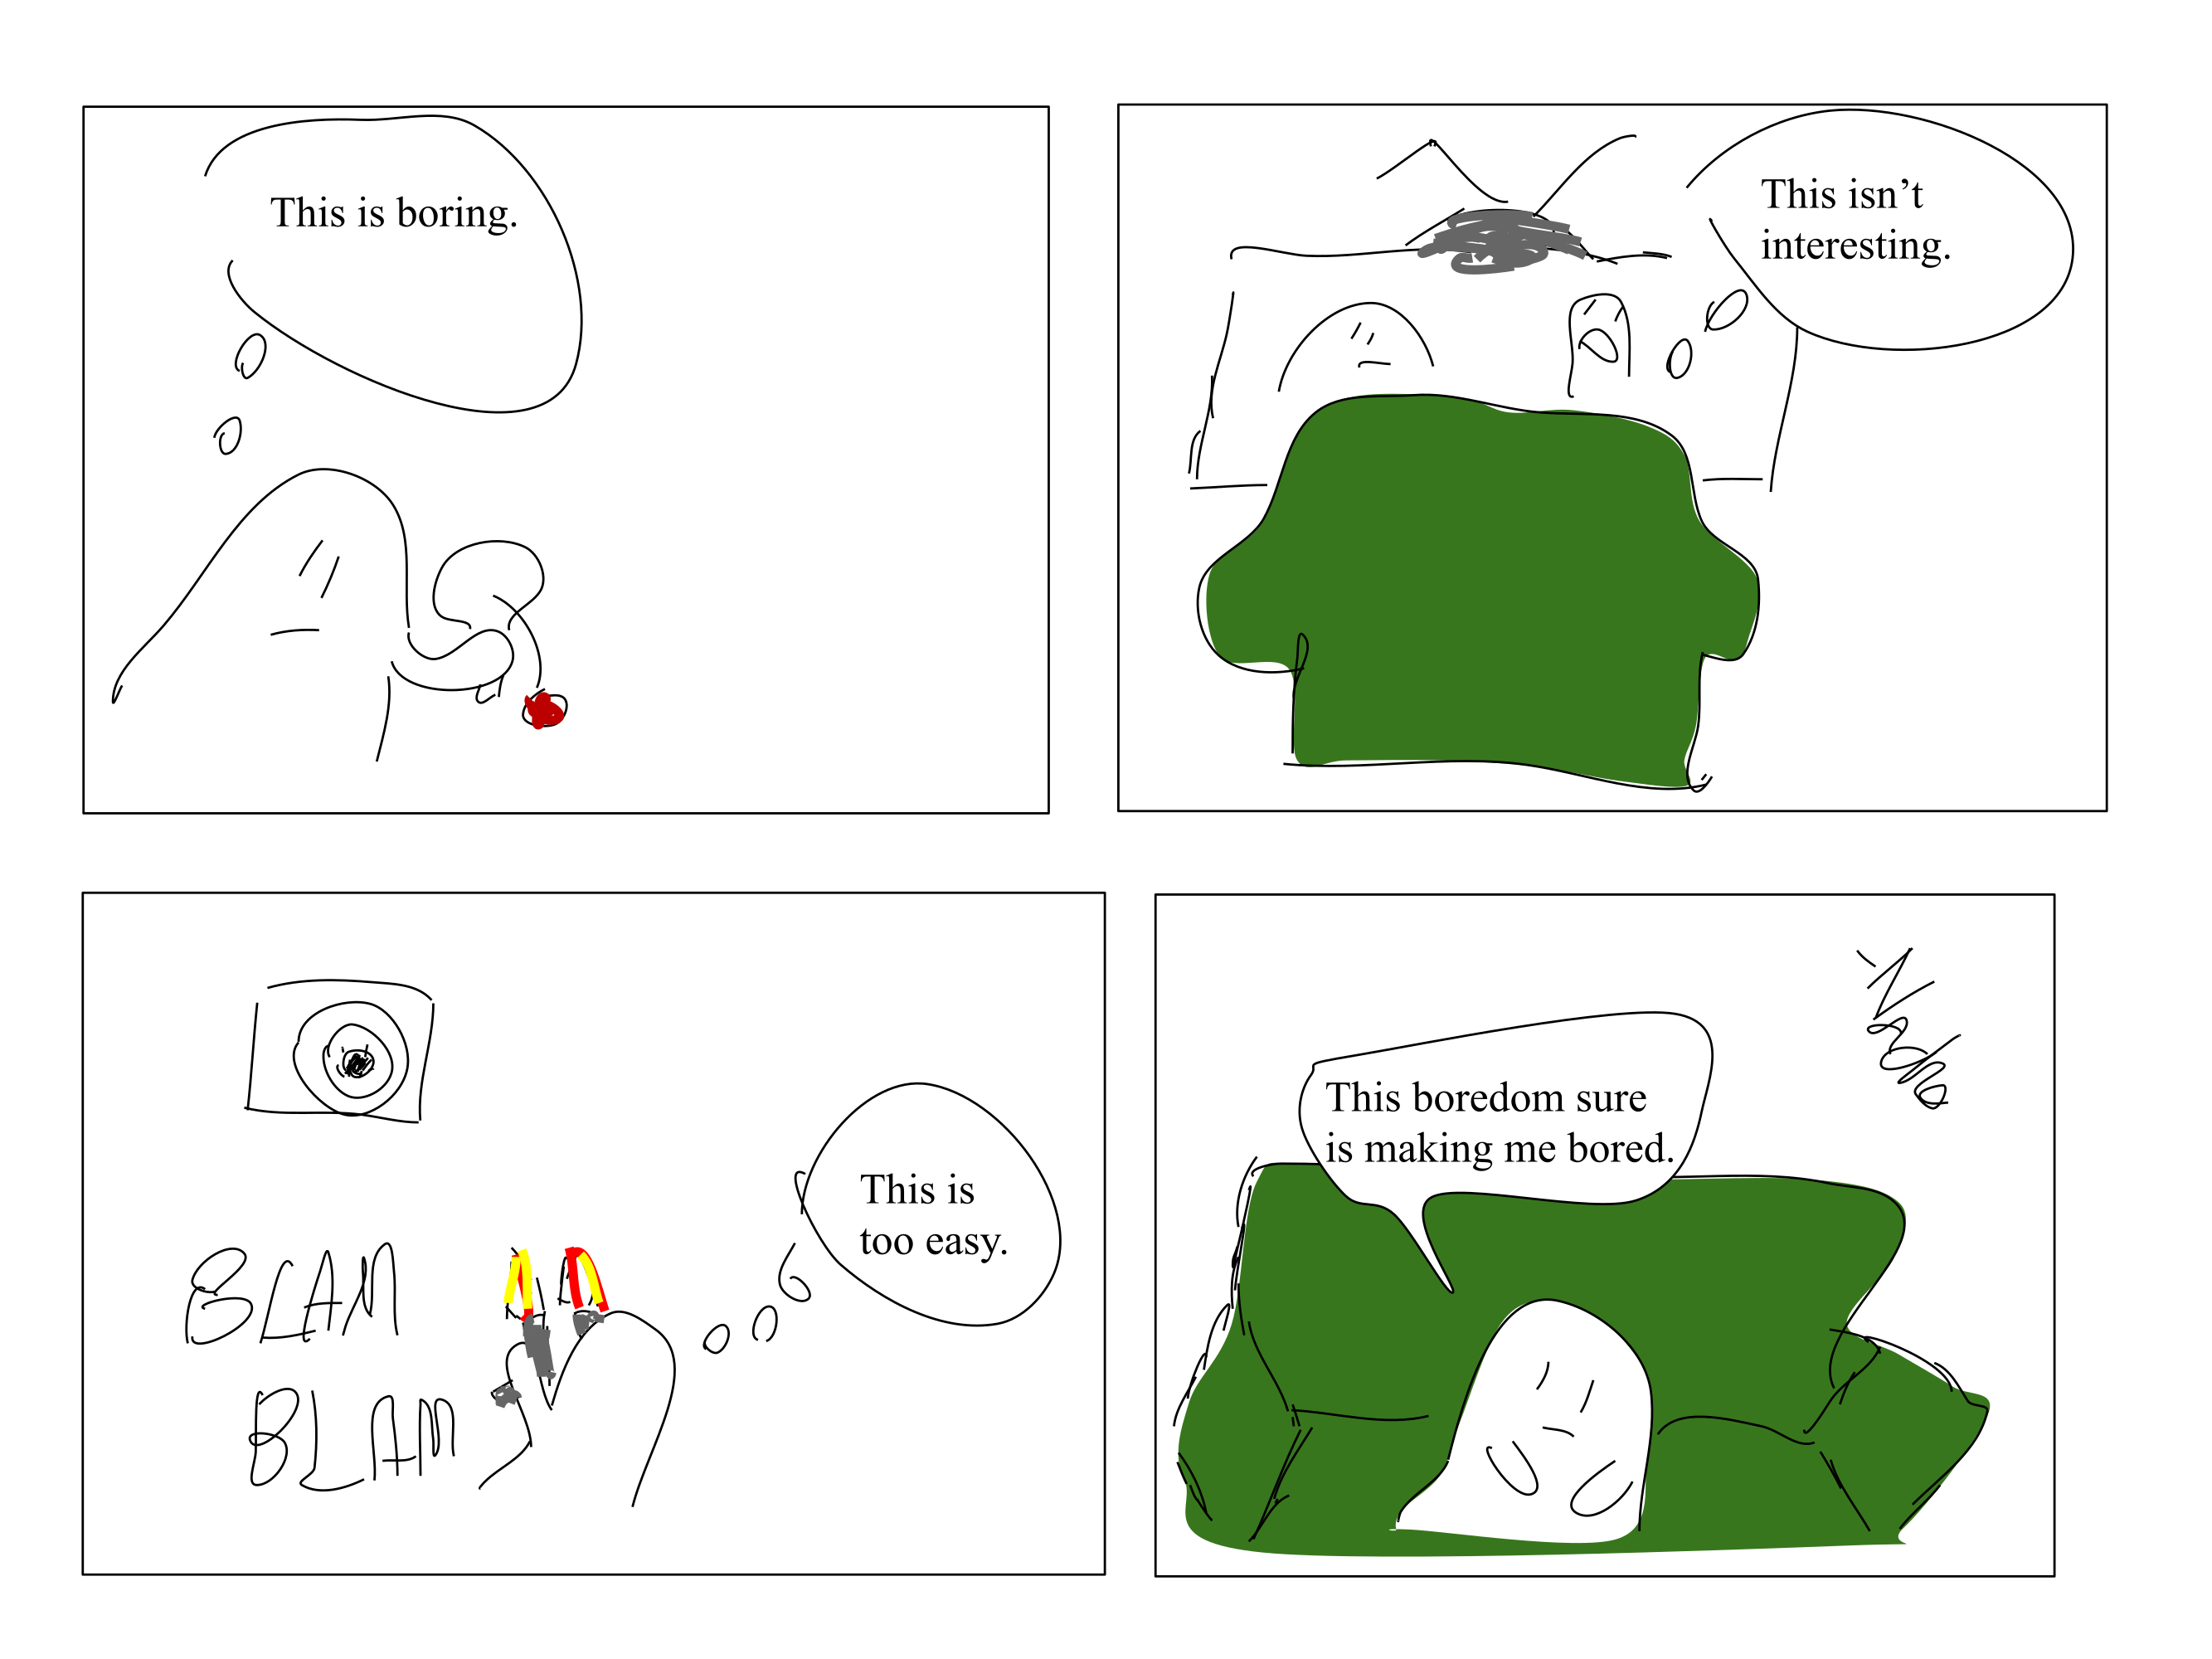 This is boring.
This isn't
interesting.
This is
too easy.
BLAM
BLAM
This boredom sure
is making me bored.